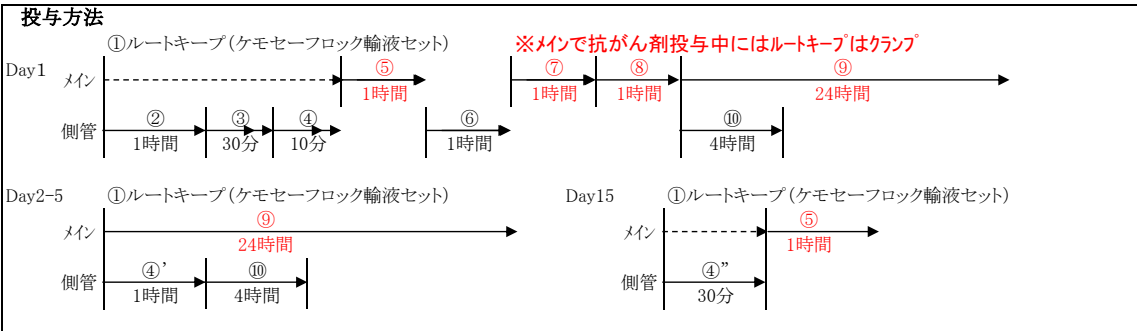 投与方法
①ルートキープ(ケモセーフロック輸液セット) ※メインで抗がん剤投与中にはルートキープはクランプ
Day1 メイン ⑤ ⑦ ⑧ ⑨
1時間 1時間 1時間 24時間
側管 ② ③ ④ ⑥ ⑩
1時間 30分 10分 1時間 4時間
Day2-5 ①ルートキープ(ケモセーフロック輸液セット)
メイン ⑨
24時間
側管 ④’ ⑩
1時間 4時間
Day15 ①ルートキープ(ケモセーフロック輸液セット)
メイン ⑤
1時間
側管 ④”
30分